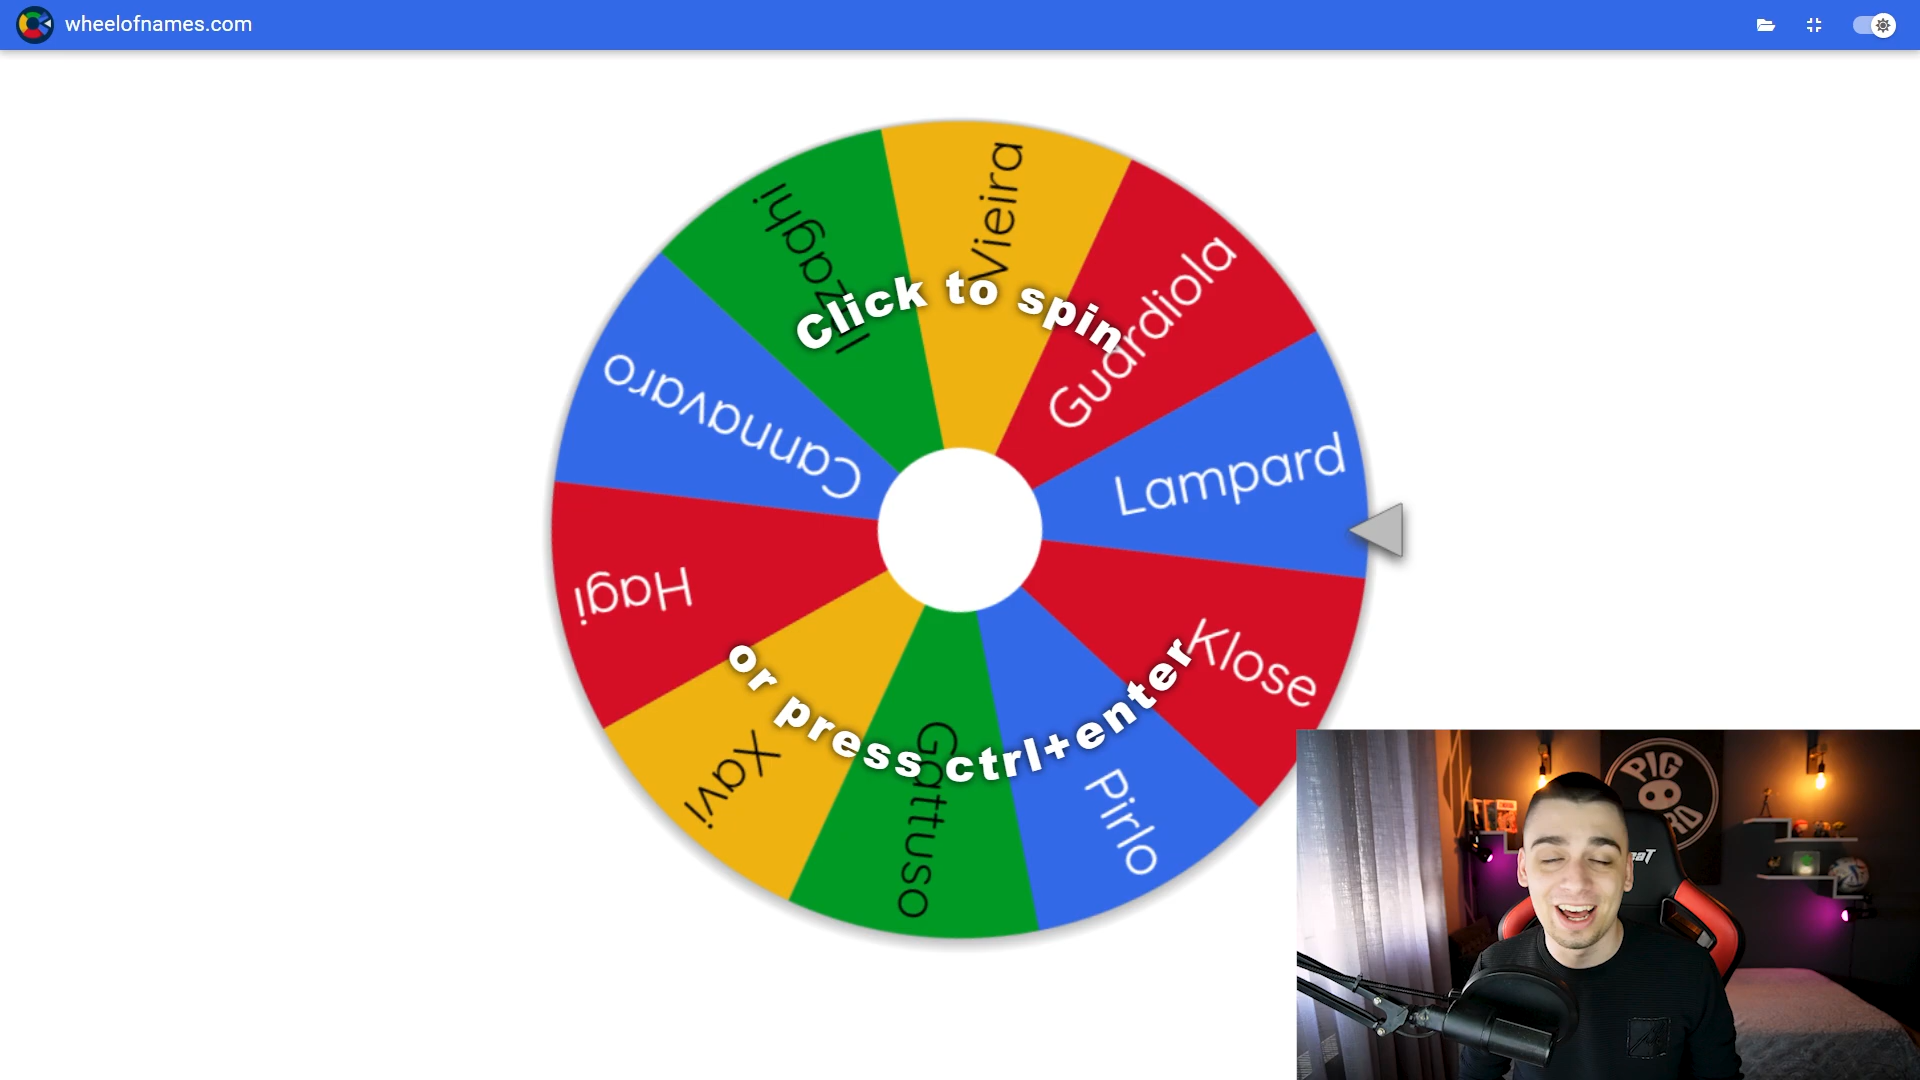 wheelofnames.com
Vieira
Guardiola
Lampard
Klose
Pirlo
Gattuso
Xavi
Hagi
Cannavaro
Inzaghi
Click to spin
or press ctrl+enter
PIG